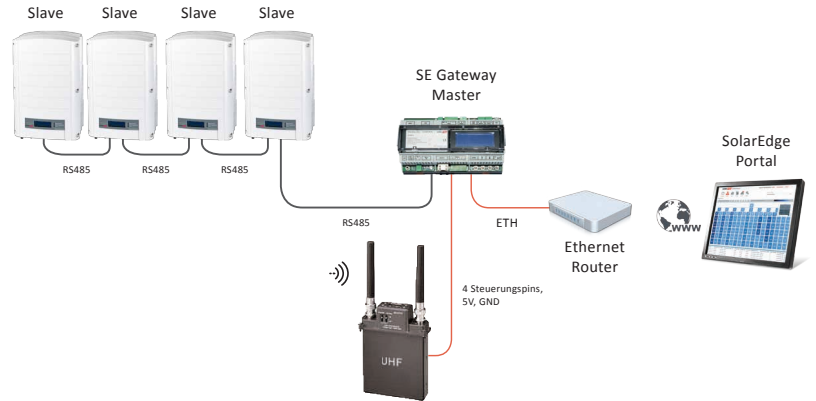 Slave
Slave
Slave
Slave
SE Gateway
Master
SolarEdge
Portal
RS485
RS485
RS485
RS485
ETH
www
Ethernet
Router
4 Steuerungspins,
5V, GND
UHF